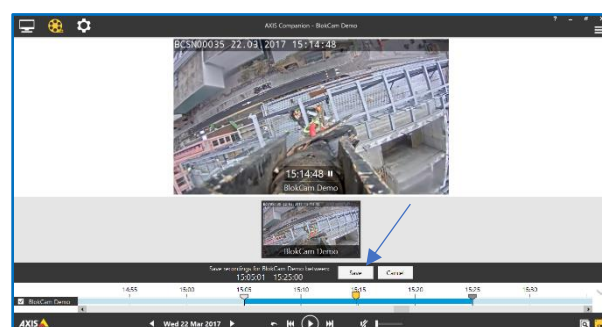 AXIS Companion - BlokCam Demo
BCSN00035 22.03.2017 15:14:48
15:14:48
BlokCam Demo
BlokCam Demo
Save recordings for BlokCam Demo between
15:05:01 15:25:00
Save
Cancel
14:55 15:00 15:05 15:10 15:15 15:20 15:25 15:30
BlokCam Demo
AXIS
Wed 22 Mar 2017